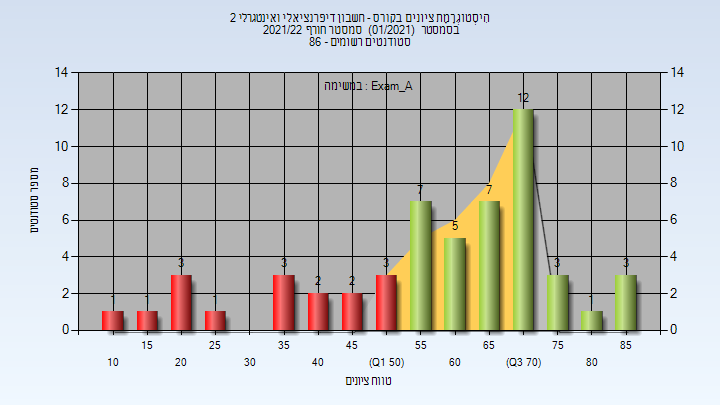 היסטוגרמת ציונים בקורס - חשבון דיפרנציאלי ואינטגרלי 2
בסמסטר (01/2021) סמסטר חורף 2021/22
סטודנטים רשומים - 86
במשימה : Exam_A
14 14
12 12
10 10
8 8
6 6
4 4
2 2
0 0
מספר סטודנטים
1 1 3 1 3 2 2 3 7 5 7 12 3 1 3
15 25 35 45 55 65 75 85
10 20 30 40 (Q1 50) 60 (Q3 70) 80
טווח ציונים